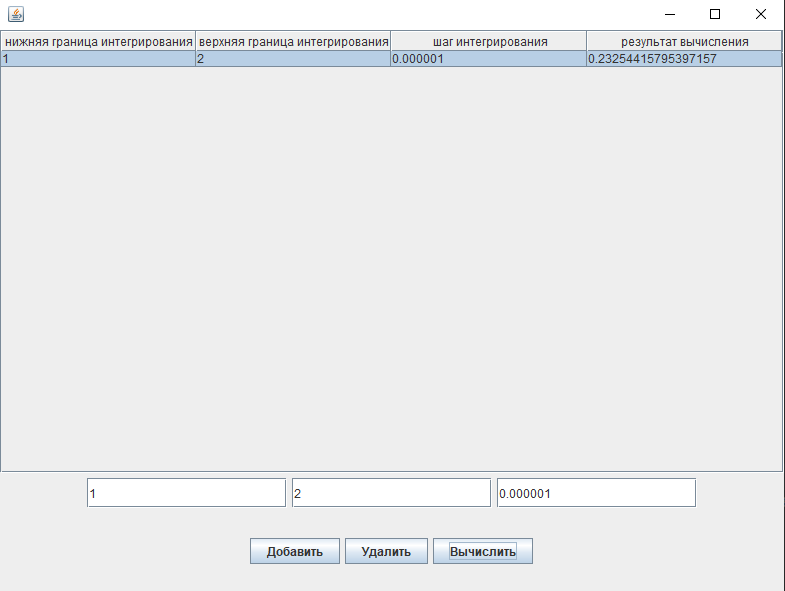 нижняя граница интегрирования верхняя граница интегрирования шаг интегрирования результат вычисления
1 2 0.000001 0.23254415795397157
1 2 0.000001
Добавить Удалить Вычислить